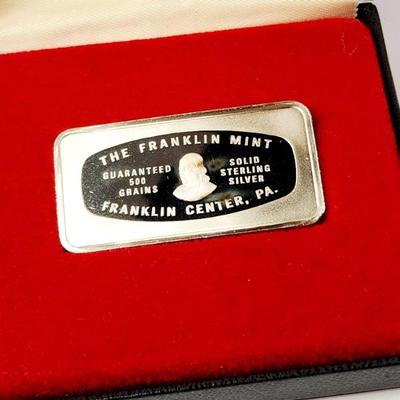 THE FRANKLIN MINT
GUARANTEED
500
GRAINS
SOLID
STERLING
SILVER
FRANKLIN CENTER, PA.